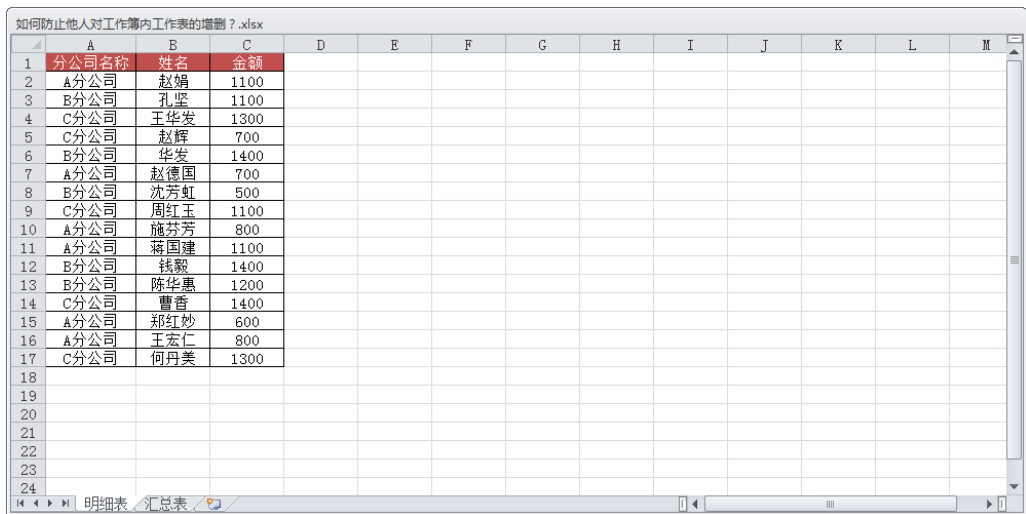 如何防止他人对工作簿内工作表的增删？.xlsx
A B C D E F G H I J K L M
1 分公司名称 姓名 金额
2 A分公司 赵娟 1100
3 B分公司 孔坚 1100
4 C分公司 王华发 1300
5 C分公司 赵辉 700
6 B分公司 华发 1400
7 A分公司 赵德国 700
8 B分公司 沈芳虹 500
9 C分公司 周红玉 1100
10 A分公司 施芬芳 800
11 A分公司 蒋国建 1100
12 B分公司 钱毅 1400
13 B分公司 陈华惠 1200
14 C分公司 曹香 1400
15 A分公司 郑红妙 600
16 A分公司 王宏仁 800
17 C分公司 何丹美 1300
18
19
20
21
22
23
24
明细表 汇总表